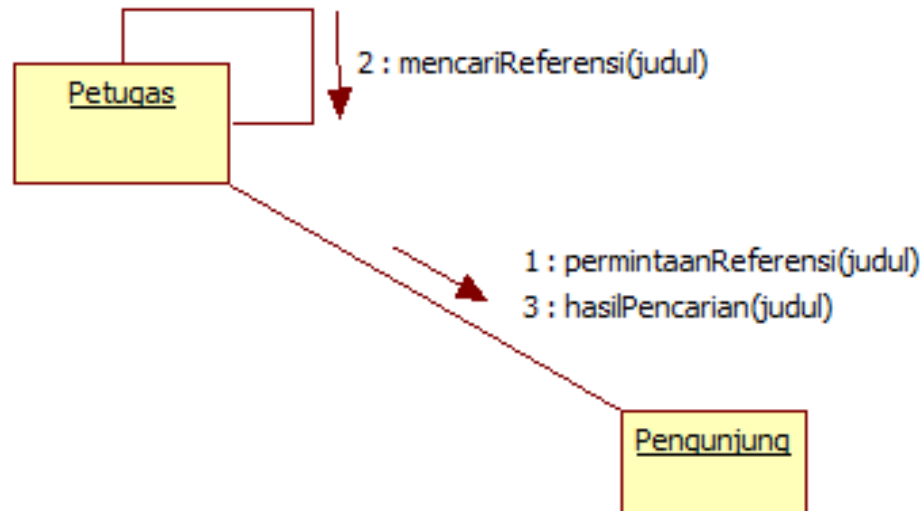 2 : mencariReferensi(judul)
Petugas
1 : permintaanReferensi(judul)
3 : hasilPencarian(judul)
Pengunjung